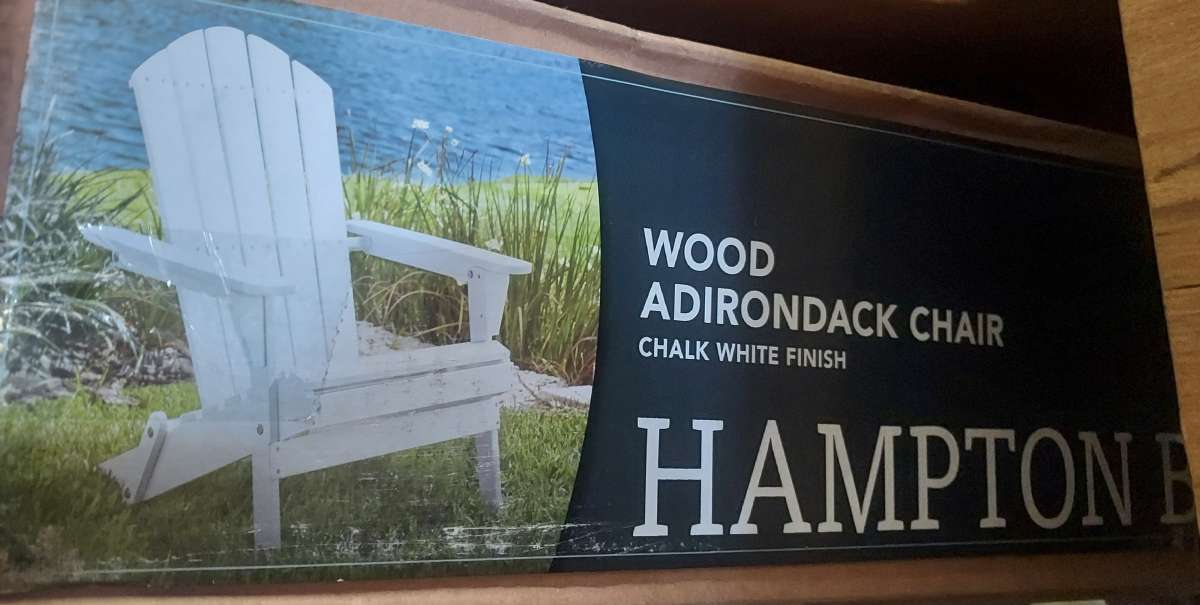 WOOD
ADIRONDACK CHAIR
CHALK WHITE FINISH
HAMPTON B